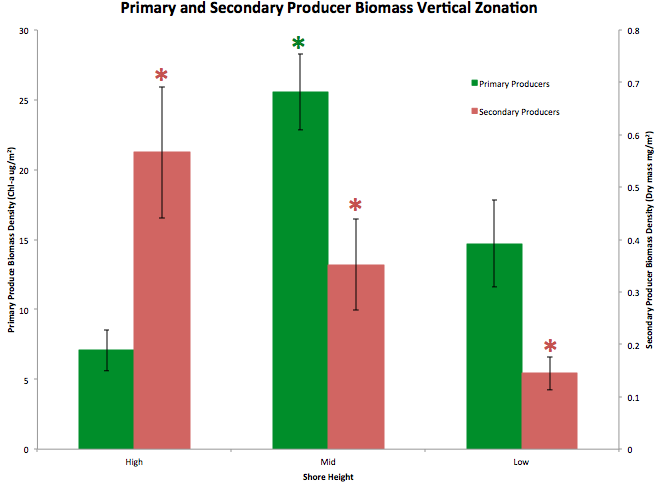 Primary and Secondary Producer Biomass Vertical Zonation
30
25
20
15
10
5
0
Primary Produce Biomass Density (Chl-a ug/m²)
0.8
0.7
0.6
0.5
0.4
0.3
0.2
0.1
0
Secondary Producer Biomass Density (Dry mass mg/m²)
*
*
*
*
Primary Producers
Secondary Producers
High
Mid
Low
Shore Height